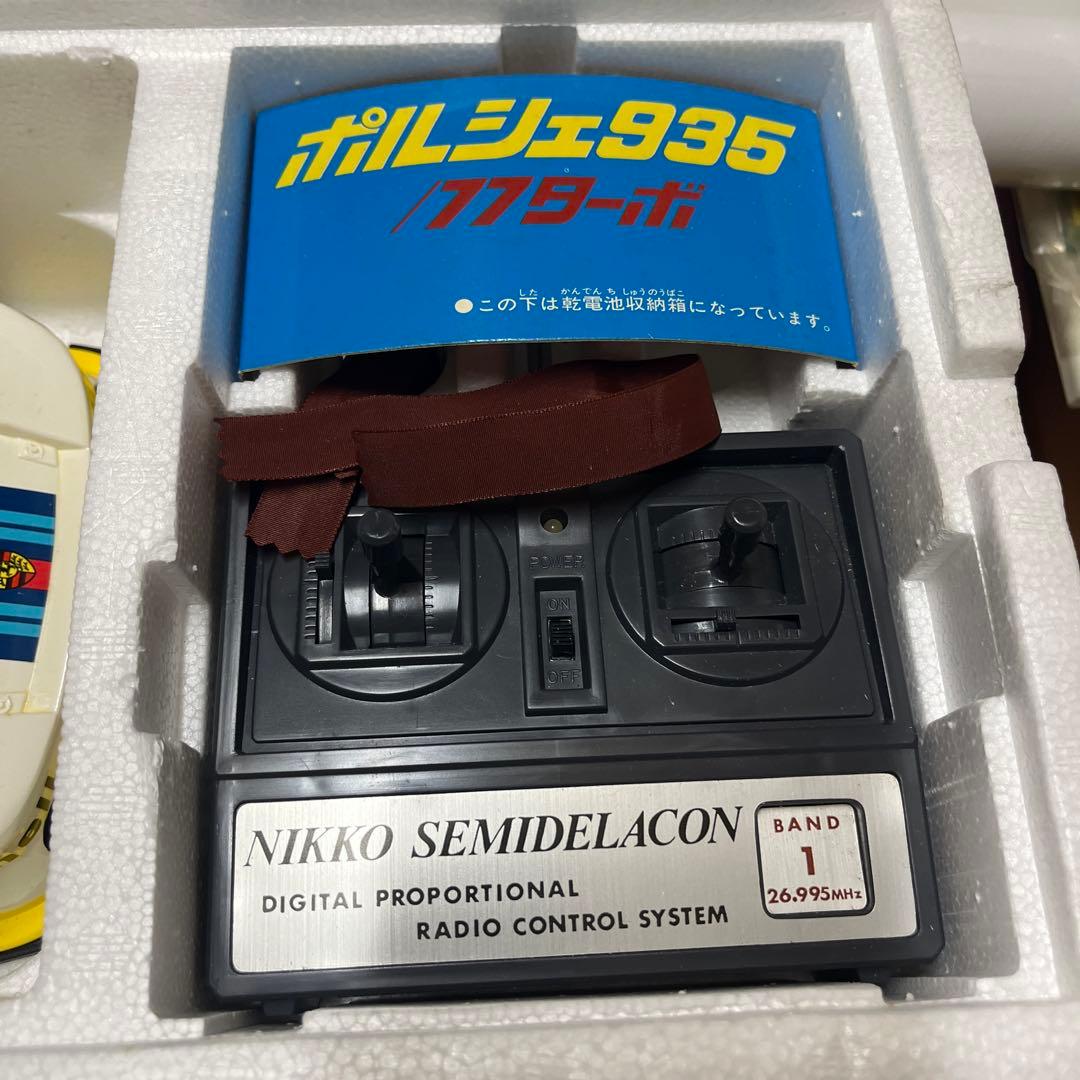 ポルシェ935
/77ターボ
した かんでんち しゅうのうばこ
●この下は乾電池収納箱になっています。
POWER
ON
OFF
NIKKO SEMIDELACON
DIGITAL PROPORTIONAL
RADIO CONTROL SYSTEM
BAND
1
26.995MHz